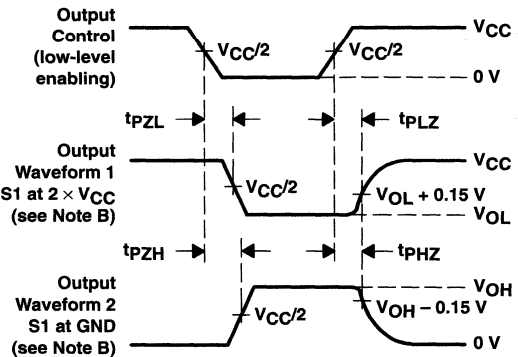 Output
Control
(low-level
enabling)
VCC/2
VCC/2
VCC
0 V
tPZL
tPLZ
Output
Waveform 1
S1 at 2 × VCC
(see Note B)
VCC/2
VCC
VOL + 0.15 V
VOL
tPZH
tPHZ
Output
Waveform 2
S1 at GND
(see Note B)
VCC/2
VOH
VOH – 0.15 V
0 V